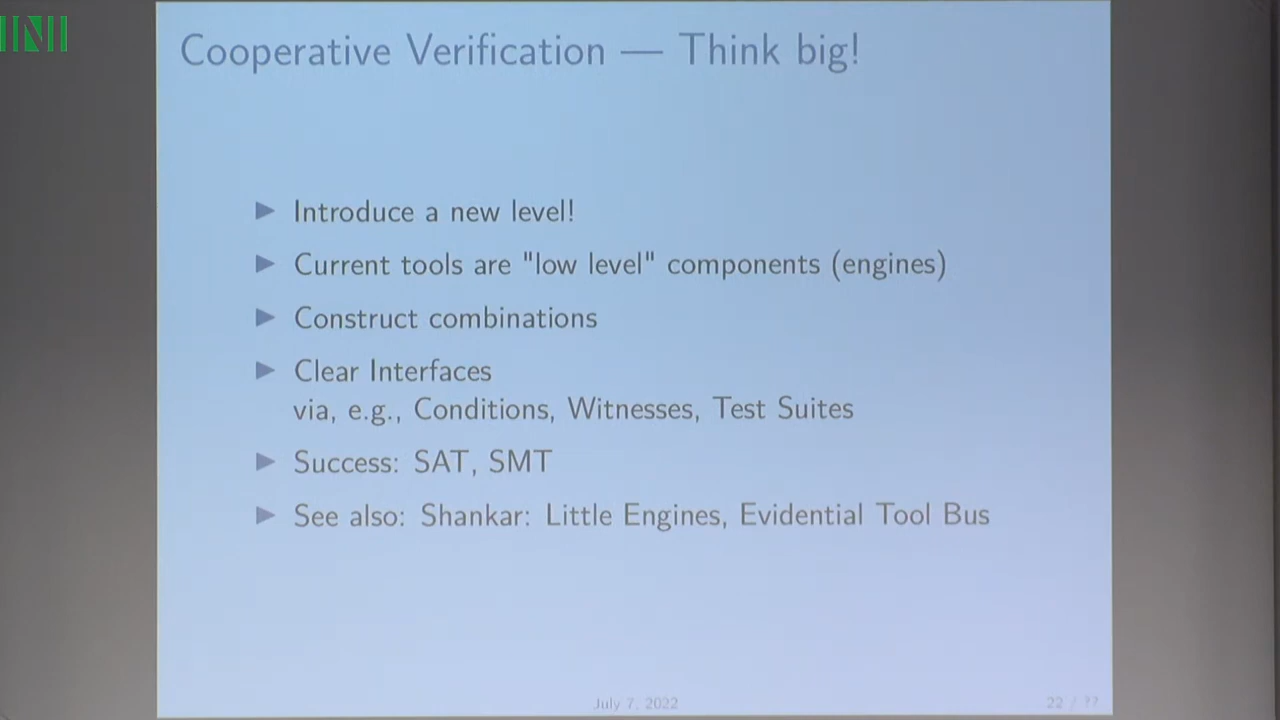 INI
Cooperative Verification — Think big!
Introduce a new level!
Current tools are "low level" components (engines)
Construct combinations
Clear Interfaces
via, e.g., Conditions, Witnesses, Test Suites
Success: SAT, SMT
See also: Shankar: Little Engines, Evidential Tool Bus
July 7, 2022
22 / ??